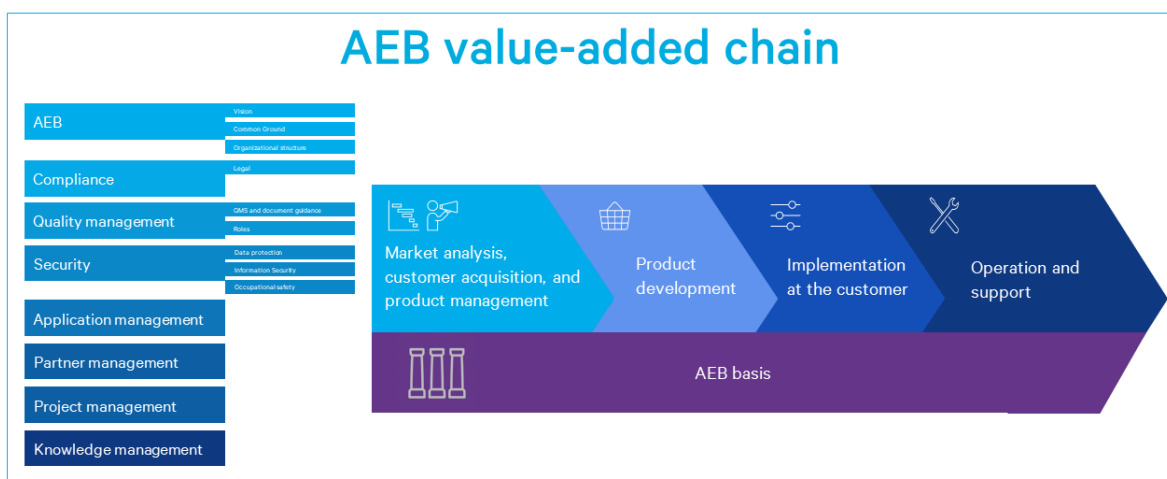 AEB value-added chain
AEB
Vision
Common Ground
Organizational structure
Compliance
Legal
Quality management
QMS and document guidance
Roles
Security
Data protection
Information Security
Occupational safety
Application management
Partner management
Project management
Knowledge management
Market analysis,
customer acquisition, and
product management
Product
development
Implementation
at the customer
Operation and
support
AEB basis